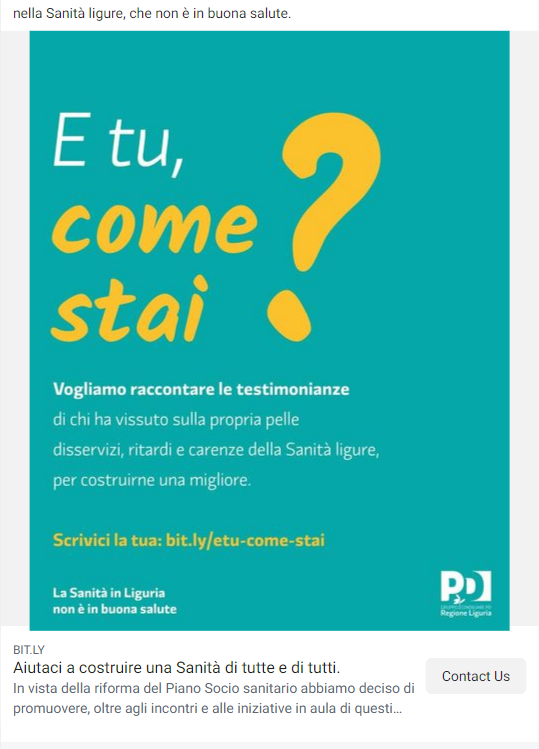 nella Sanità ligure, che non è in buona salute.
E tu,
come
stai?
Vogliamo raccontare le testimonianze
di chi ha vissuto sulla propria pelle
disservizi, ritardi e carenze della Sanità ligure,
per costruirne una migliore.
Scrivici la tua: bit.ly/etu-come-stai
La Sanità in Liguria
non è in buona salute
PD
Regione Liguria
BIT.LY
Aiutaci a costruire una Sanità di tutte e di tutti.
In vista della riforma del Piano Socio sanitario abbiamo deciso di
promuovere, oltre agli incontri e alle iniziative in aula di questi...
Contact Us